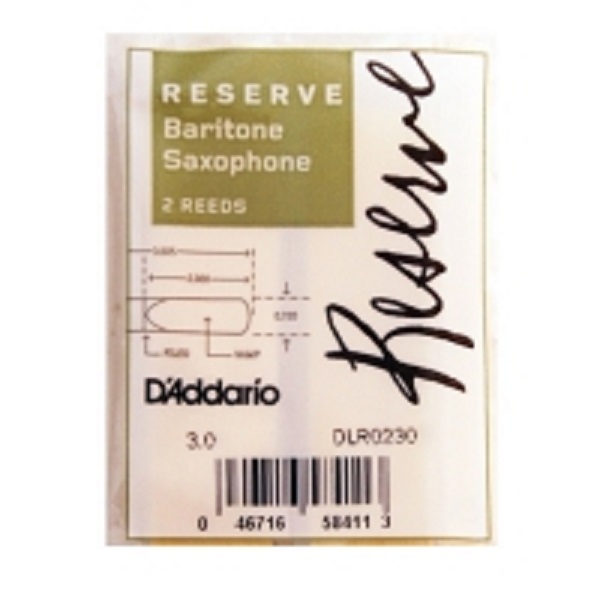 RESERVE
Baritone
Saxophone
2 REEDS
Reserve
D'Addario
3.0 DLR0230
0 46716 58411 3